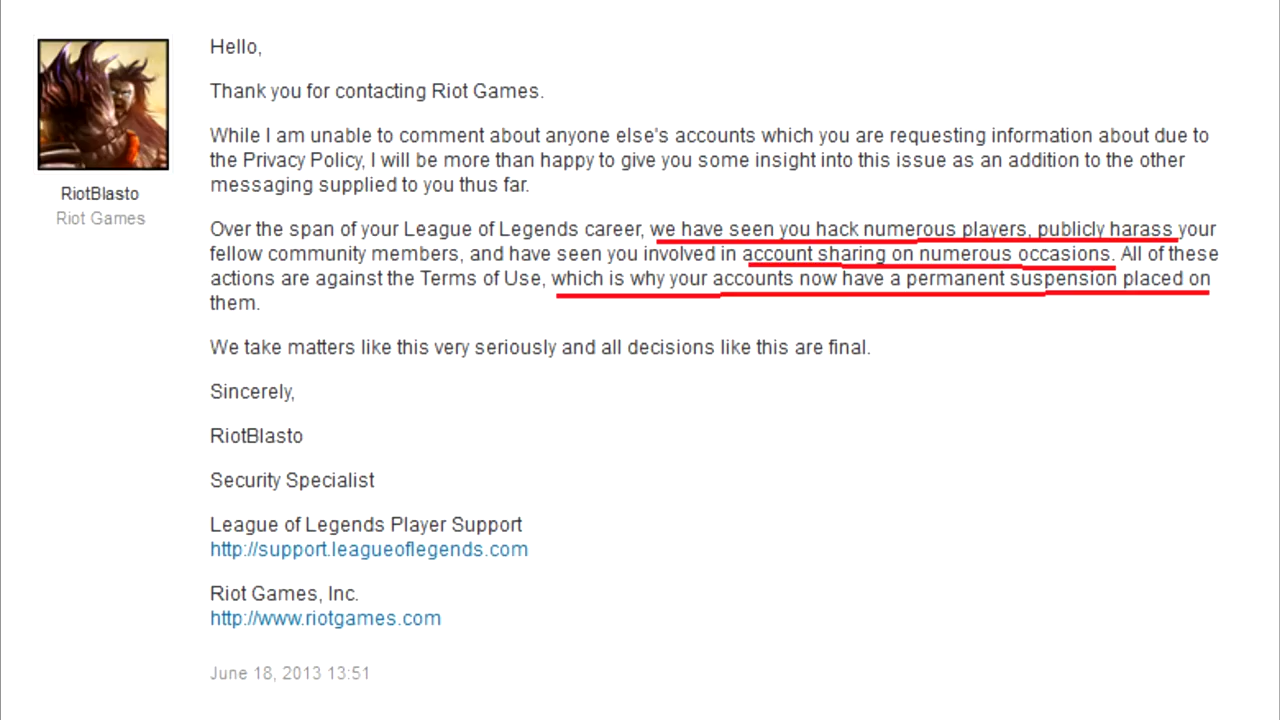 Hello,
Thank you for contacting Riot Games.
While I am unable to comment about anyone else's accounts which you are requesting information about due to
the Privacy Policy, I will be more than happy to give you some insight into this issue as an addition to the other
messaging supplied to you thus far.
RiotBlasto
Riot Games
Over the span of your League of Legends career, we have seen you hack numerous players, publicly harass your
fellow community members, and have seen you involved in account sharing on numerous occasions. All of these
actions are against the Terms of Use, which is why your accounts now have a permanent suspension placed on
them.
We take matters like this very seriously and all decisions like this are final.
Sincerely,
RiotBlasto
Security Specialist
League of Legends Player Support
http://support.leagueoflegends.com
Riot Games, Inc.
http://www.riotgames.com
June 18, 2013 13:51